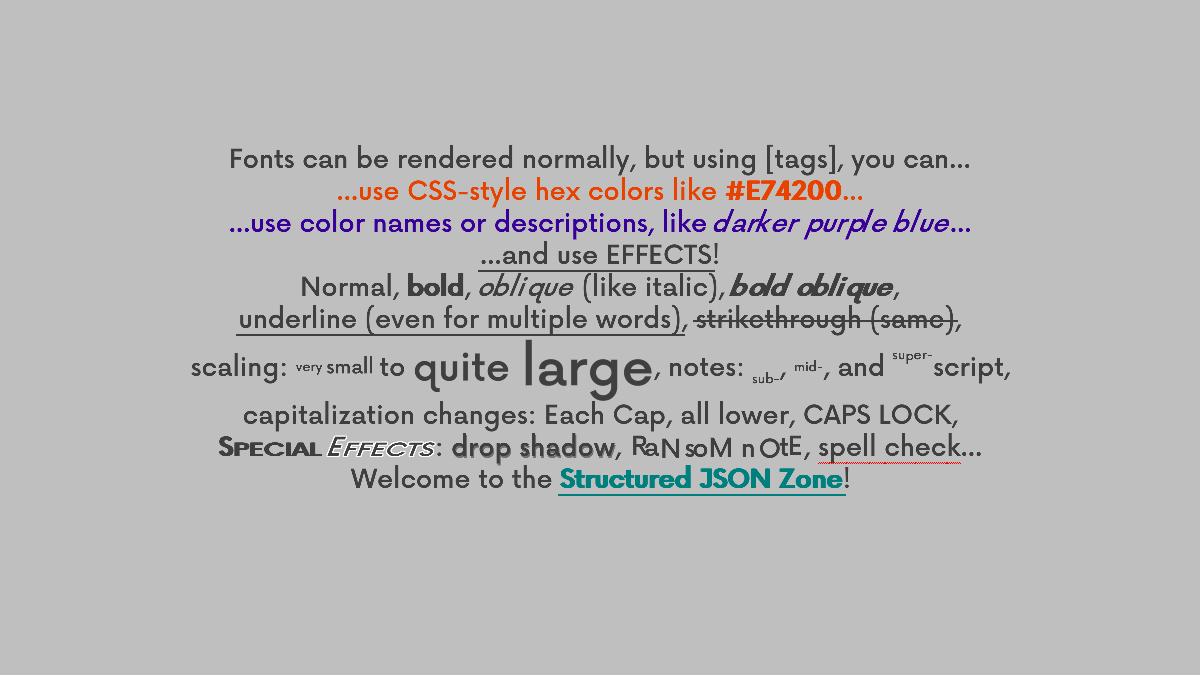 Fonts can be rendered normally, but using [tags], you can...
...use CSS-style hex colors like #E74200...
...use color names or descriptions, like darker purple blue...
...and use EFFECTS!
Normal, bold, oblique (like italic), bold oblique,
underline (even for multiple words), strikethrough (same),
scaling: very small to quite large, notes: sub-, mid-, and super-script,
capitalization changes: Each Cap, all lower, CAPS LOCK,
SPECIAL EFFECTS: drop shadow, RaNsoM nOtE, spell check...
Welcome to the Structured JSON Zone!